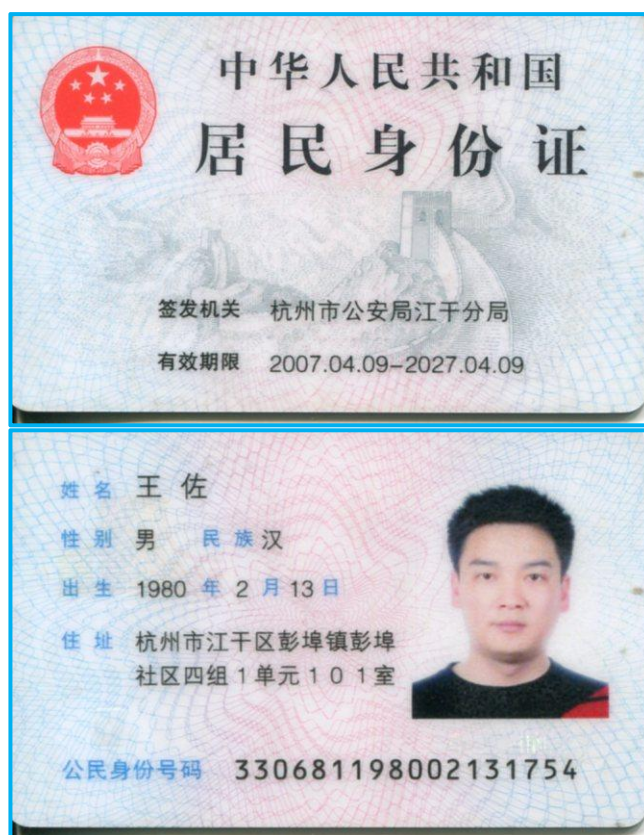 中华人民共和国
居民身份证
签发机关 杭州市公安局江干分局
有效期限 2007.04.09-2027.04.09
姓名 王佐
性别 男 民族 汉
出生 1980 年 2 月 13 日
住址 杭州市江干区彭埠镇彭埠
社区四组1单元101室
公民身份号码 330681198002131754